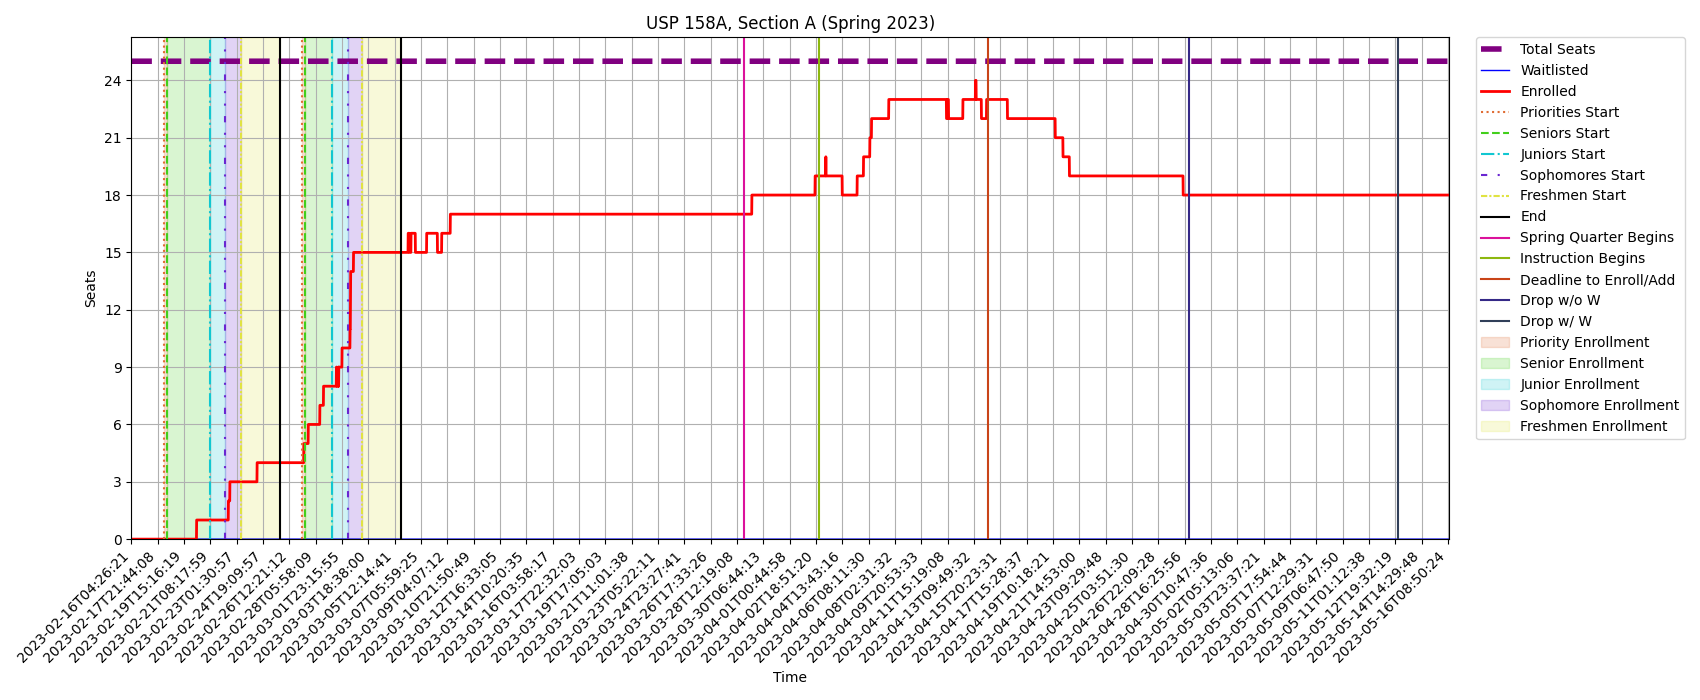 USP 158A, Section A (Spring 2023)
Seats
24
21
18
15
12
9
6
3
0
2023-02-16T04:26:21
2023-02-17T21:44:08
2023-02-19T15:16:19
2023-02-21T08:17:59
2023-02-23T01:30:57
2023-02-24T19:09:57
2023-02-26T12:21:12
2023-02-28T05:58:09
2023-03-01T23:15:55
2023-03-03T18:38:00
2023-03-05T12:14:41
2023-03-07T05:59:25
2023-03-09T04:07:12
2023-03-10T21:50:49
2023-03-12T16:33:05
2023-03-14T10:20:35
2023-03-16T03:58:17
2023-03-17T22:32:03
2023-03-19T17:05:03
2023-03-21T11:01:38
2023-03-23T05:22:11
2023-03-24T23:27:41
2023-03-26T17:33:26
2023-03-28T12:19:08
2023-03-30T06:44:13
2023-04-01T00:44:58
2023-04-02T18:51:20
2023-04-04T13:43:16
2023-04-06T08:11:30
2023-04-08T02:31:32
2023-04-09T20:53:33
2023-04-11T15:19:08
2023-04-13T09:49:32
2023-04-15T20:23:31
2023-04-17T15:28:37
2023-04-19T10:18:21
2023-04-21T14:53:00
2023-04-23T09:29:48
2023-04-25T03:51:30
2023-04-26T22:09:28
2023-04-28T16:25:56
2023-04-30T10:47:36
2023-05-02T05:13:06
2023-05-03T23:37:21
2023-05-05T17:54:44
2023-05-07T12:29:31
2023-05-09T06:47:50
2023-05-11T01:12:38
2023-05-12T19:32:19
2023-05-14T14:29:48
2023-05-16T08:50:24
Time
Total Seats
Waitlisted
Enrolled
Priorities Start
Seniors Start
Juniors Start
Sophomores Start
Freshmen Start
End
Spring Quarter Begins
Instruction Begins
Deadline to Enroll/Add
Drop w/o W
Drop w/ W
Priority Enrollment
Senior Enrollment
Junior Enrollment
Sophomore Enrollment
Freshmen Enrollment